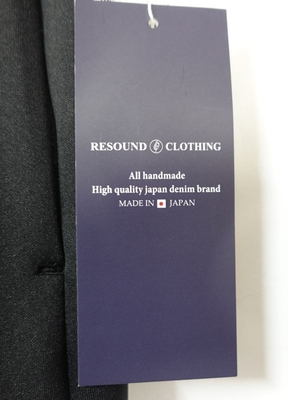 RESOUND CLOTHING
All handmade
High quality japan denim brand
MADE IN JAPAN